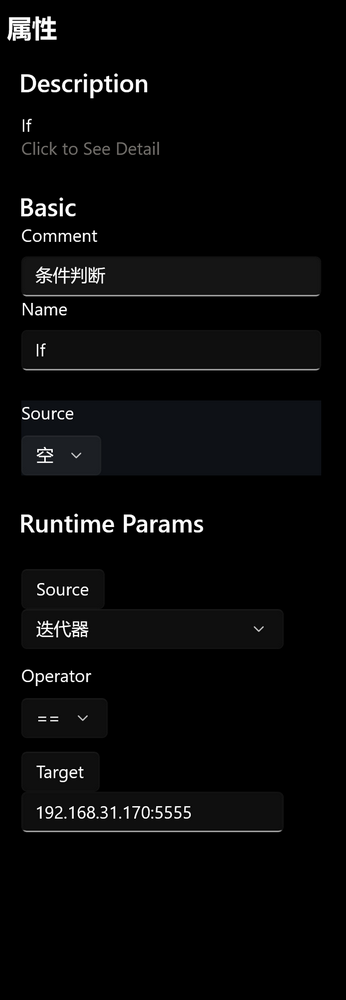 属性
Description
If
Click to See Detail
Basic
Comment
条件判断
Name
If
Source
空
Runtime Params
Source
迭代器
Operator
==
Target
192.168.31.170:5555